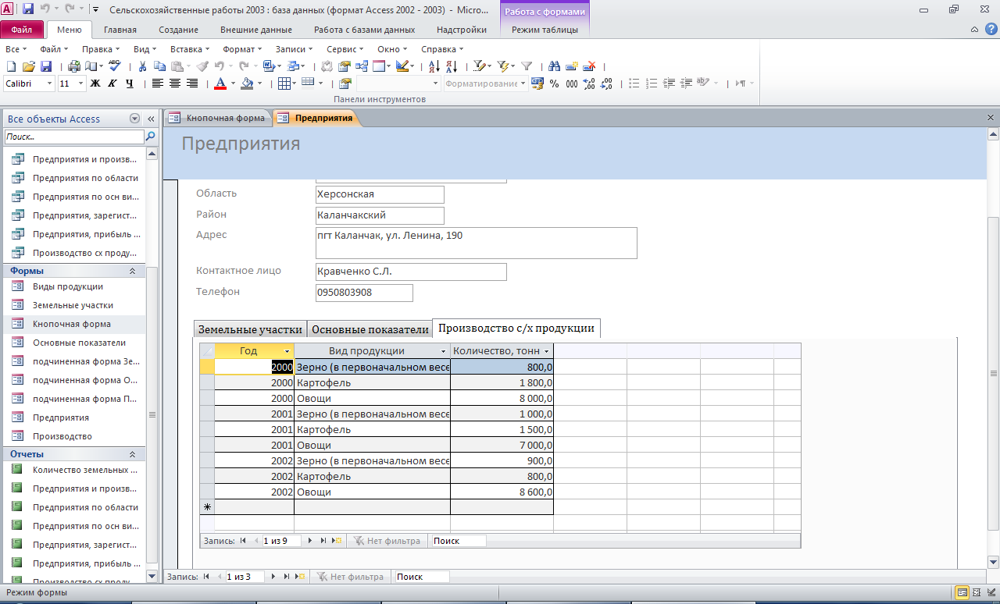 Сельскохозяйственные работы 2003 : база данных (формат Access 2002 - 2003) - Micro...
Работа с формами
Файл Меню Главная Создание Внешние данные Работа с базами данных Надстройки Режим таблицы
Все Файл Правка Вид Вставка Формат Записи Сервис Окно Справка
Calibri 11 Ж К Ч Форматирование % 000
Панели инструментов
Все объекты Access
Поиск...
Предприятия и произв...
Предприятия по области
Предприятия по осн ви...
Предприятия, зарегист...
Предприятия, прибыль ...
Производство сх проду...
Формы
Виды продукции
Земельные участки
Кнопочная форма
Основные показатели
подчиненная форма Зе...
подчиненная форма О...
подчиненная форма П...
Предприятия
Производство
Отчеты
Количество земельных ...
Предприятия и произв...
Предприятия по области
Предприятия по осн ви...
Предприятия, зарегист...
Предприятия, прибыль ...
Производство сх проду...
Кнопочная форма Предприятия
Предприятия
Область Херсонская
Район Каланчакский
Адрес пгт Каланчак, ул. Ленина, 190
Контактное лицо Кравченко С.Л.
Телефон 0950803908
Земельные участки Основные показатели Производство с/х продукции
Год Вид продукции Количество, тонн
2000 Зерно (в первоначальном весе 800,0
2000 Картофель 1 800,0
2000 Овощи 8 000,0
2001 Зерно (в первоначальном весе 1 000,0
2001 Картофель 1 500,0
2001 Овощи 7 000,0
2002 Зерно (в первоначальном весе 900,0
2002 Картофель 800,0
2002 Овощи 8 600,0
Запись: 1 из 9 Нет фильтра Поиск
Запись: 1 из 3 Нет фильтра Поиск
Режим формы